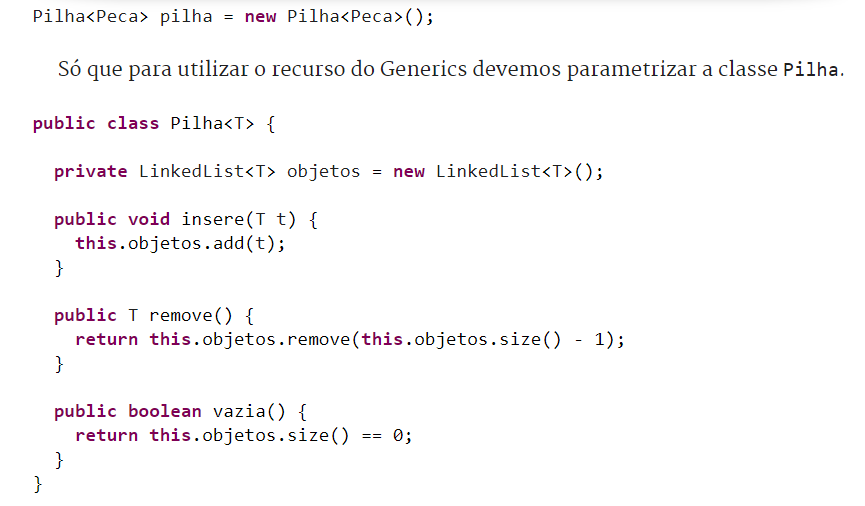 Pilha<Peca> pilha = new Pilha<Peca>();
Só que para utilizar o recurso do Generics devemos parametrizar a classe Pilha.
public class Pilha<T> {
private LinkedList<T> objetos = new LinkedList<T>();
public void insere(T t) {
this.objetos.add(t);
}
public T remove() {
return this.objetos.remove(this.objetos.size() - 1);
}
public boolean vazia() {
return this.objetos.size() == 0;
}
}